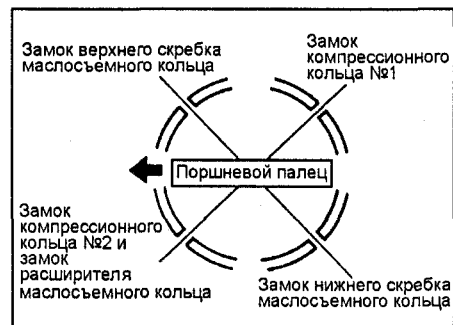 Замок верхнего скребка
маслосъемного кольца
Замок
компрессионного
кольца №1
Поршневой палец
Замок
компрессионного
кольца №2 и
замок
расширителя
маслосъемного кольца
Замок нижнего скребка
маслосъемного кольца